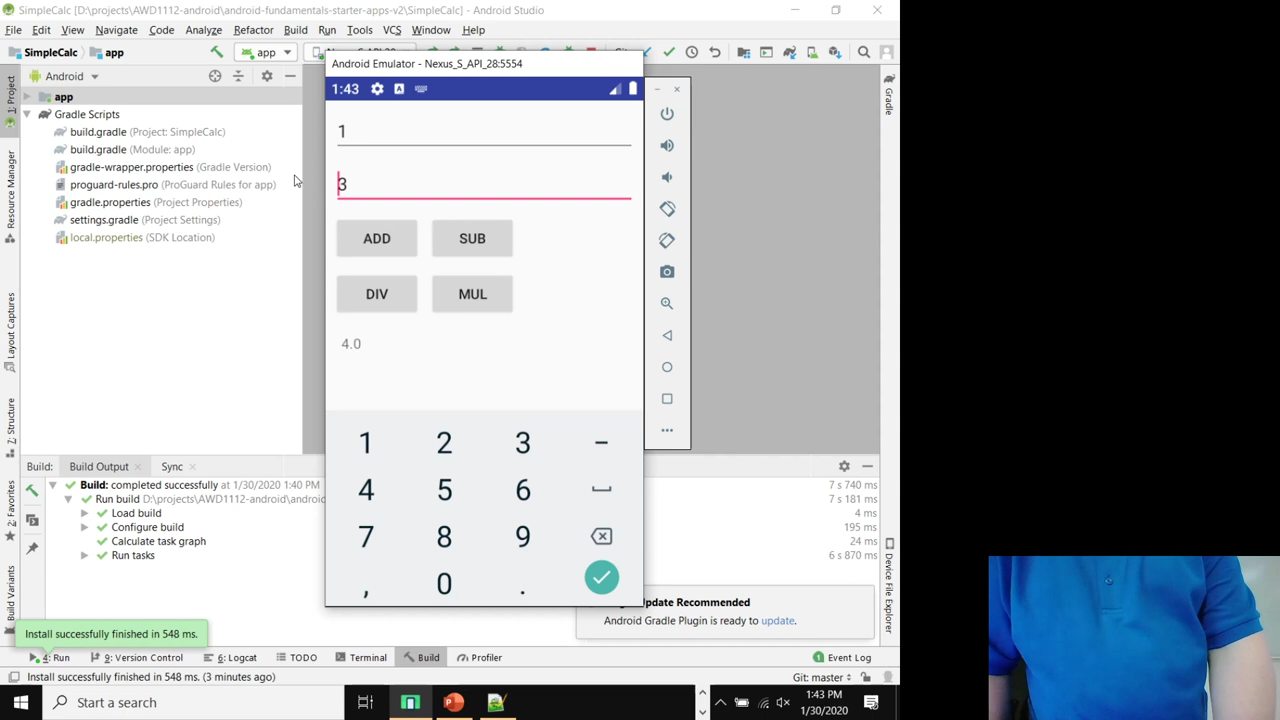 SimpleCalc [D:\projects\AWD1112-android\android-fundamentals-starter-apps-v2\SimpleCalc] - Android Studio
File Edit View Navigate Code Analyze Refactor Build Run Tools VCS Window Help
SimpleCalc app app
Android Emulator - Nexus_S_API_28:5554
Android
1:43
app
Gradle Scripts
build.gradle (Project: SimpleCalc)
build.gradle (Module: app)
gradle-wrapper.properties (Gradle Version)
proguard-rules.pro (ProGuard Rules for app)
gradle.properties (Project Properties)
settings.gradle (Project Settings)
local.properties (SDK Location)
1: Project
Resource Manager
Layout Captures
7: Structure
2: Favorites
Build Variants
Gradle
Device File Explorer
1
3
ADD SUB
DIV MUL
4.0
1 2 3 –
4 5 6
7 8 9
, 0 .
Build: Build Output Sync
Build: completed successfully at 1/30/2020 1:40 PM 7 s 740 ms
Run build D:\projects\AWD1112-android\android 7 s 181 ms
Load build 4 ms
Configure build 195 ms
Calculate task graph 24 ms
Run tasks 6 s 870 ms
Update Recommended
Android Gradle Plugin is ready to update.
Install successfully finished in 548 ms.
4: Run 9: Version Control 6: Logcat TODO Terminal Build Profiler Event Log
Install successfully finished in 548 ms. (3 minutes ago) Git: master
Start a search
1:43 PM
1/30/2020